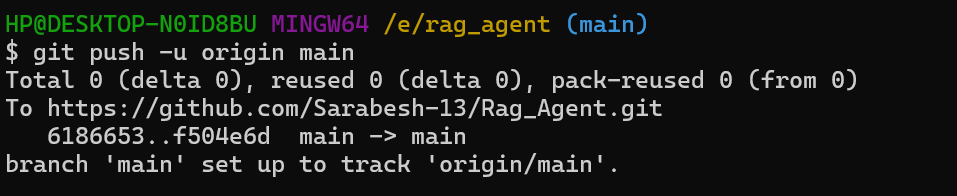 HP@DESKTOP-N0ID8BU MINGW64 /e/rag_agent (main)
$ git push -u origin main
Total 0 (delta 0), reused 0 (delta 0), pack-reused 0 (from 0)
To https://github.com/Sarabesh-13/Rag_Agent.git
   6186653..f504e6d  main -> main
branch 'main' set up to track 'origin/main'.